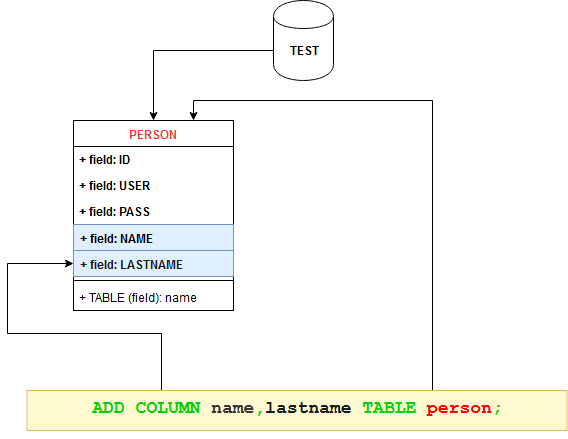 TEST
PERSON
+ field: ID
+ field: USER
+ field: PASS
+ field: NAME
+ field: LASTNAME
+ TABLE (field): name
ADD COLUMN name,lastname TABLE person;